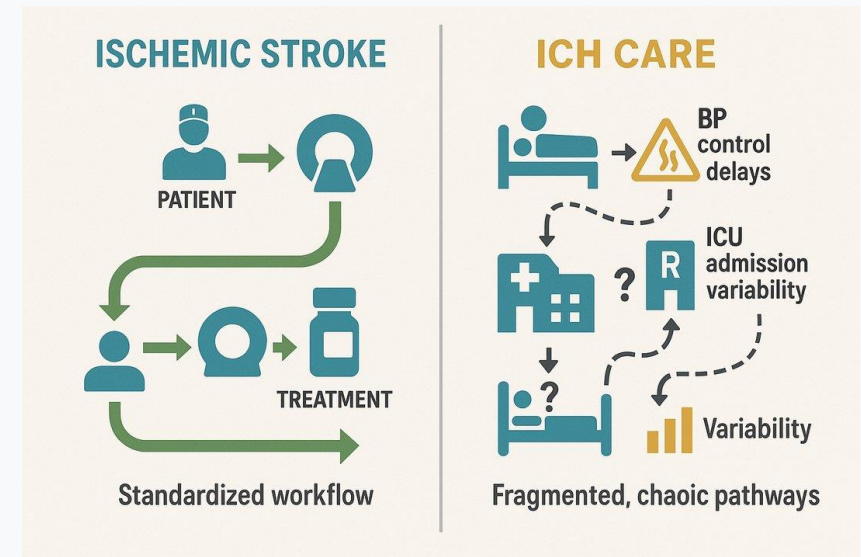 ISCHEMIC STROKE
PATIENT
TREATMENT
Standardized workflow
ICH CARE
BP
control
delays
?
R
ICU
admission
variability
?
Variability
Fragmented, chaoic pathways